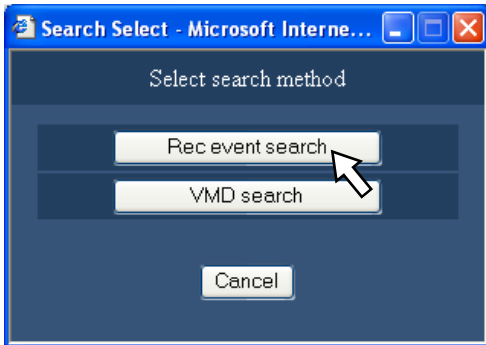 Search Select - Microsoft Interne...
Select search method
Rec event search
VMD search
Cancel